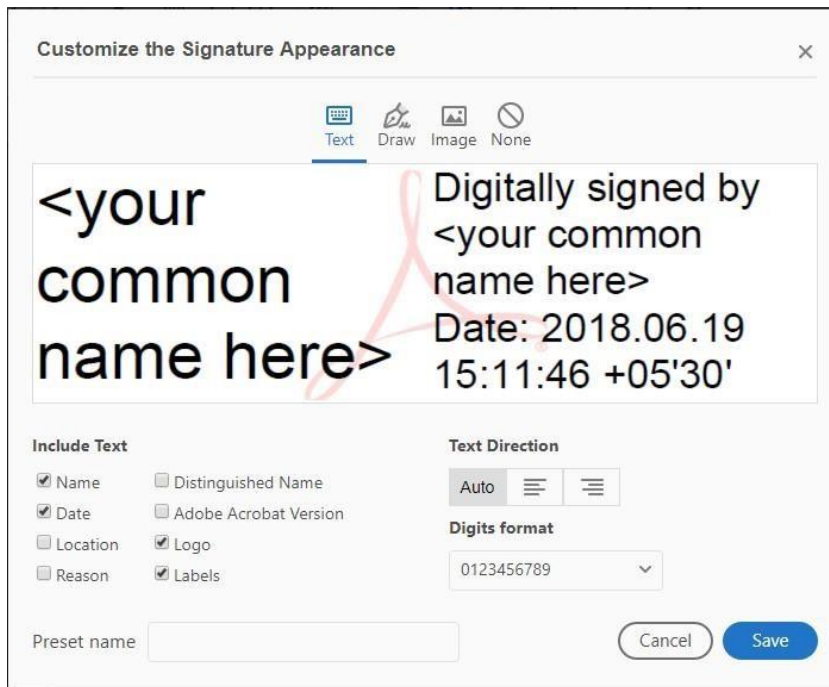 Customize the Signature Appearance
Text
Draw
Image
None
<your
common
name here>
Digitally signed by
<your common
name here>
Date: 2018.06.19
15:11:46 +05'30'
Include Text
Name
Distinguished Name
Date
Adobe Acrobat Version
Location
Logo
Reason
Labels
Text Direction
Auto
Digits format
0123456789
Preset name
Cancel
Save